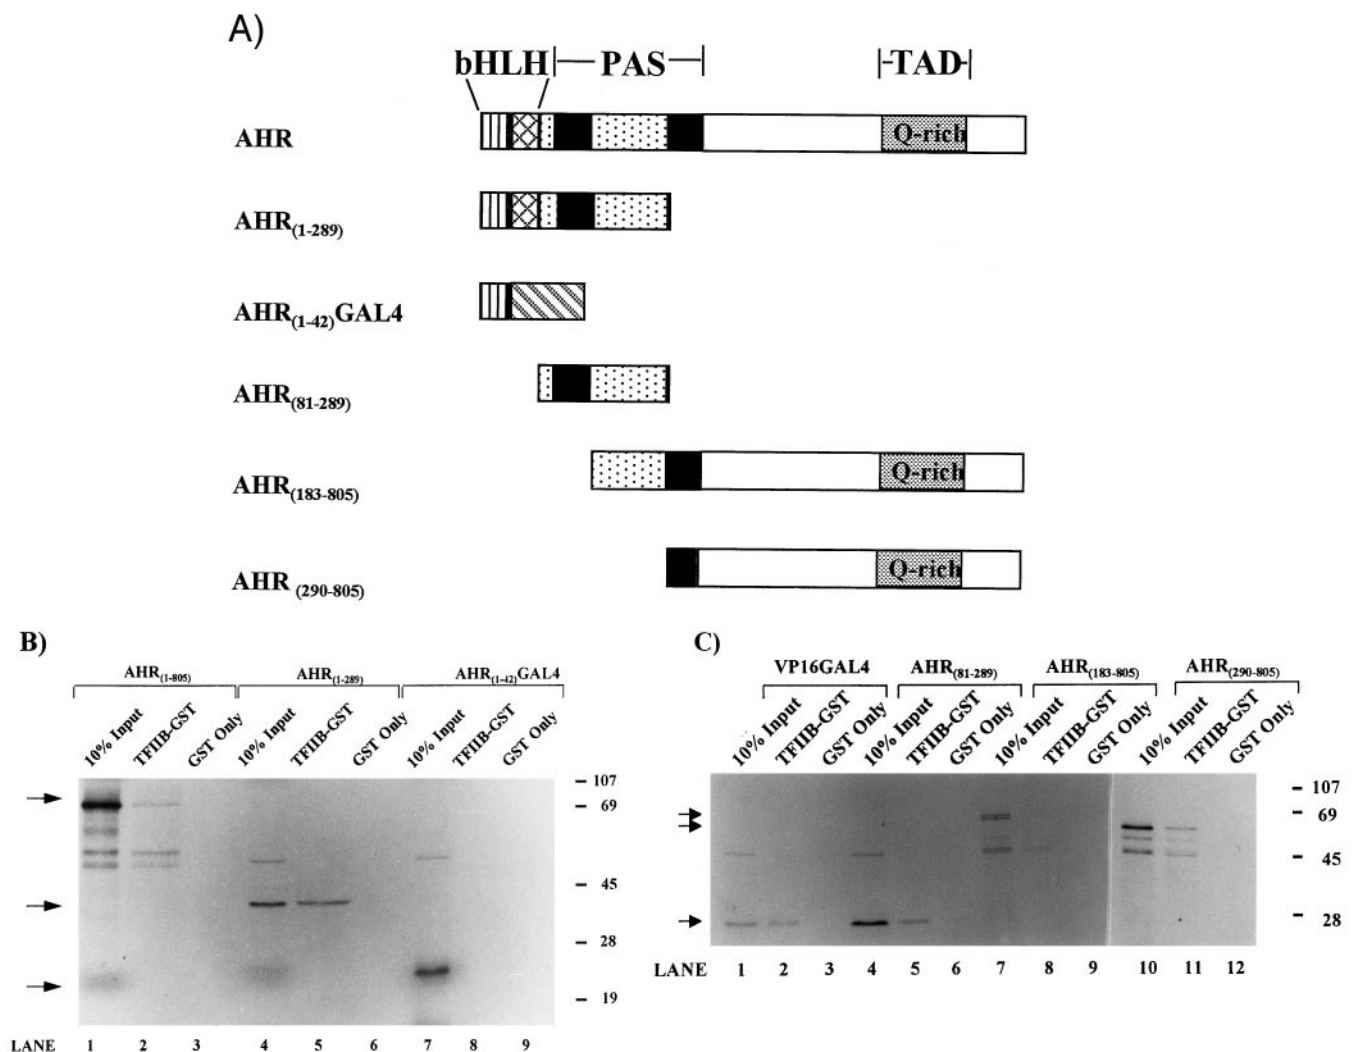 A)
bHLH PAS TAD
AHR Q-rich
AHR(1-289)
AHR(1-42)GAL4
AHR(81-289)
AHR(183-805) Q-rich
AHR (290-805) Q-rich
B)
AHR(1-805) AHR(1-289) AHR(1-42)GAL4
10% Input TFIIB-GST GST Only 10% Input TFIIB-GST GST Only 10% Input TFIIB-GST GST Only
107
69
45
28
19
LANE 1 2 3 4 5 6 7 8 9
C)
VP16GAL4 AHR(81-289) AHR(183-805) AHR(290-805)
10% Input TFIIB-GST GST Only 10% Input TFIIB-GST GST Only 10% Input TFIIB-GST GST Only 10% Input TFIIB-GST GST Only
107
69
45
28
LANE 1 2 3 4 5 6 7 8 9 10 11 12